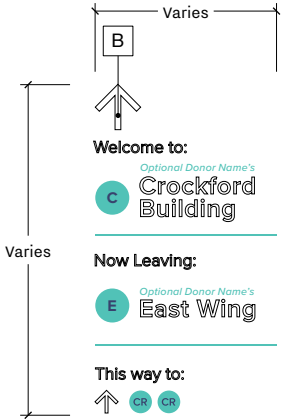 Varies
B
Welcome to:
Optional Donor Name's
C
Crockford
Building
Varies
Now Leaving:
Optional Donor Name's
E
East Wing
This way to:
CR CR